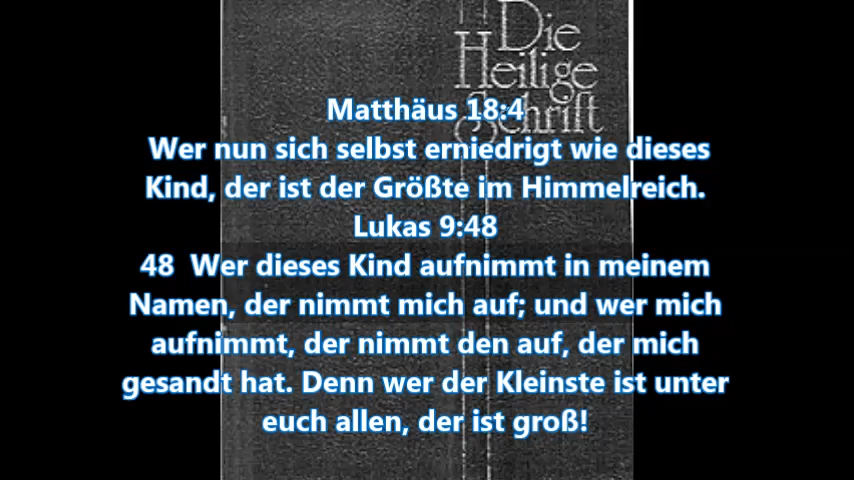 Die
Heilige
Schrift
Matthäus 18:4
Wer nun sich selbst erniedrigt wie dieses
Kind, der ist der Größte im Himmelreich.
Lukas 9:48
48  Wer dieses Kind aufnimmt in meinem
Namen, der nimmt mich auf; und wer mich
aufnimmt, der nimmt den auf, der mich
gesandt hat. Denn wer der Kleinste ist unter
euch allen, der ist groß!